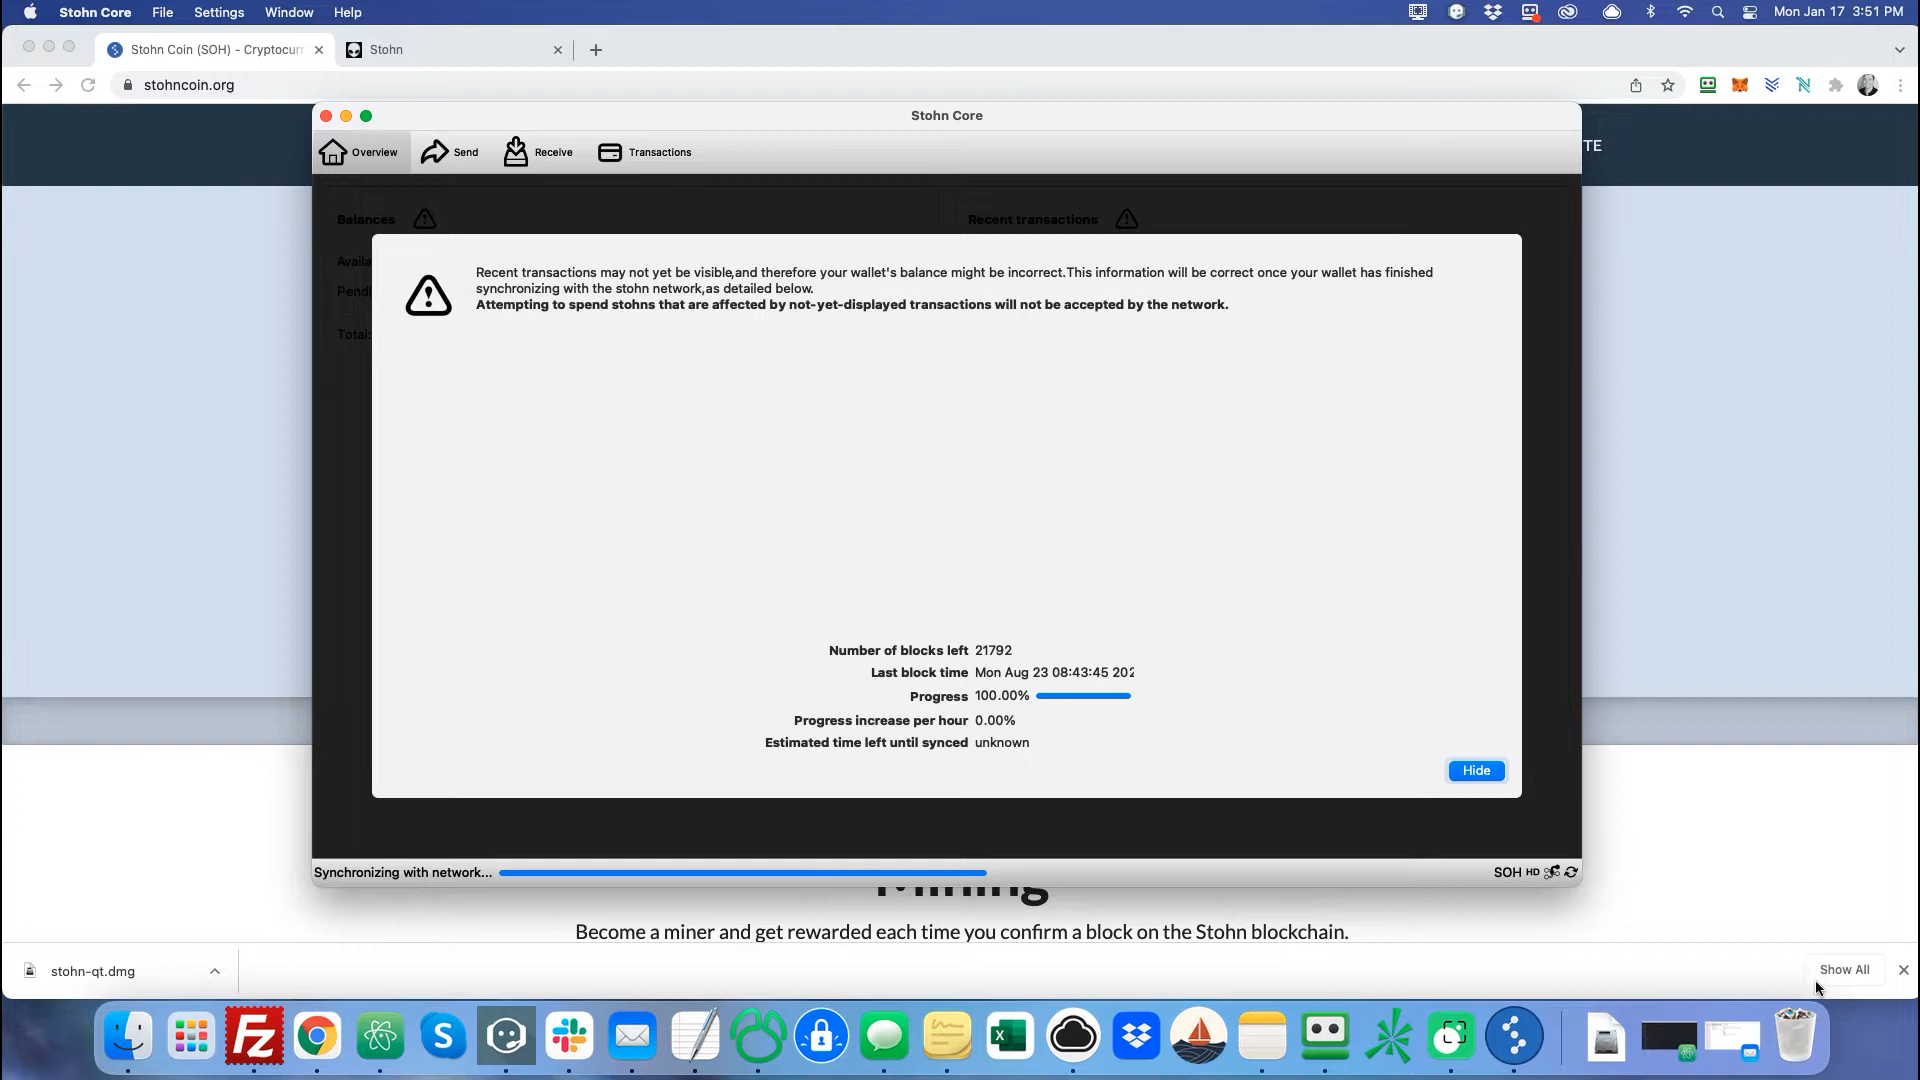 Stohn Core File Settings Window Help Mon Jan 17 3:51 PM
Stohn Coin (SOH) - Cryptocurr Stohn
stohncoin.org
Stohn Core
TE
Overview Send Receive Transactions
Balances Recent transactions
Availa
Pend
Total:
Recent transactions may not yet be visible,and therefore your wallet's balance might be incorrect.This information will be correct once your wallet has finished
synchronizing with the stohn network,as detailed below.
Attempting to spend stohns that are affected by not-yet-displayed transactions will not be accepted by the network.
Number of blocks left 21792
Last block time Mon Aug 23 08:43:45 202
Progress 100.00%
Progress increase per hour 0.00%
Estimated time left until synced unknown
Hide
Synchronizing with network... SOH HD
Mining
Become a miner and get rewarded each time you confirm a block on the Stohn blockchain.
stohn-qt.dmg Show All